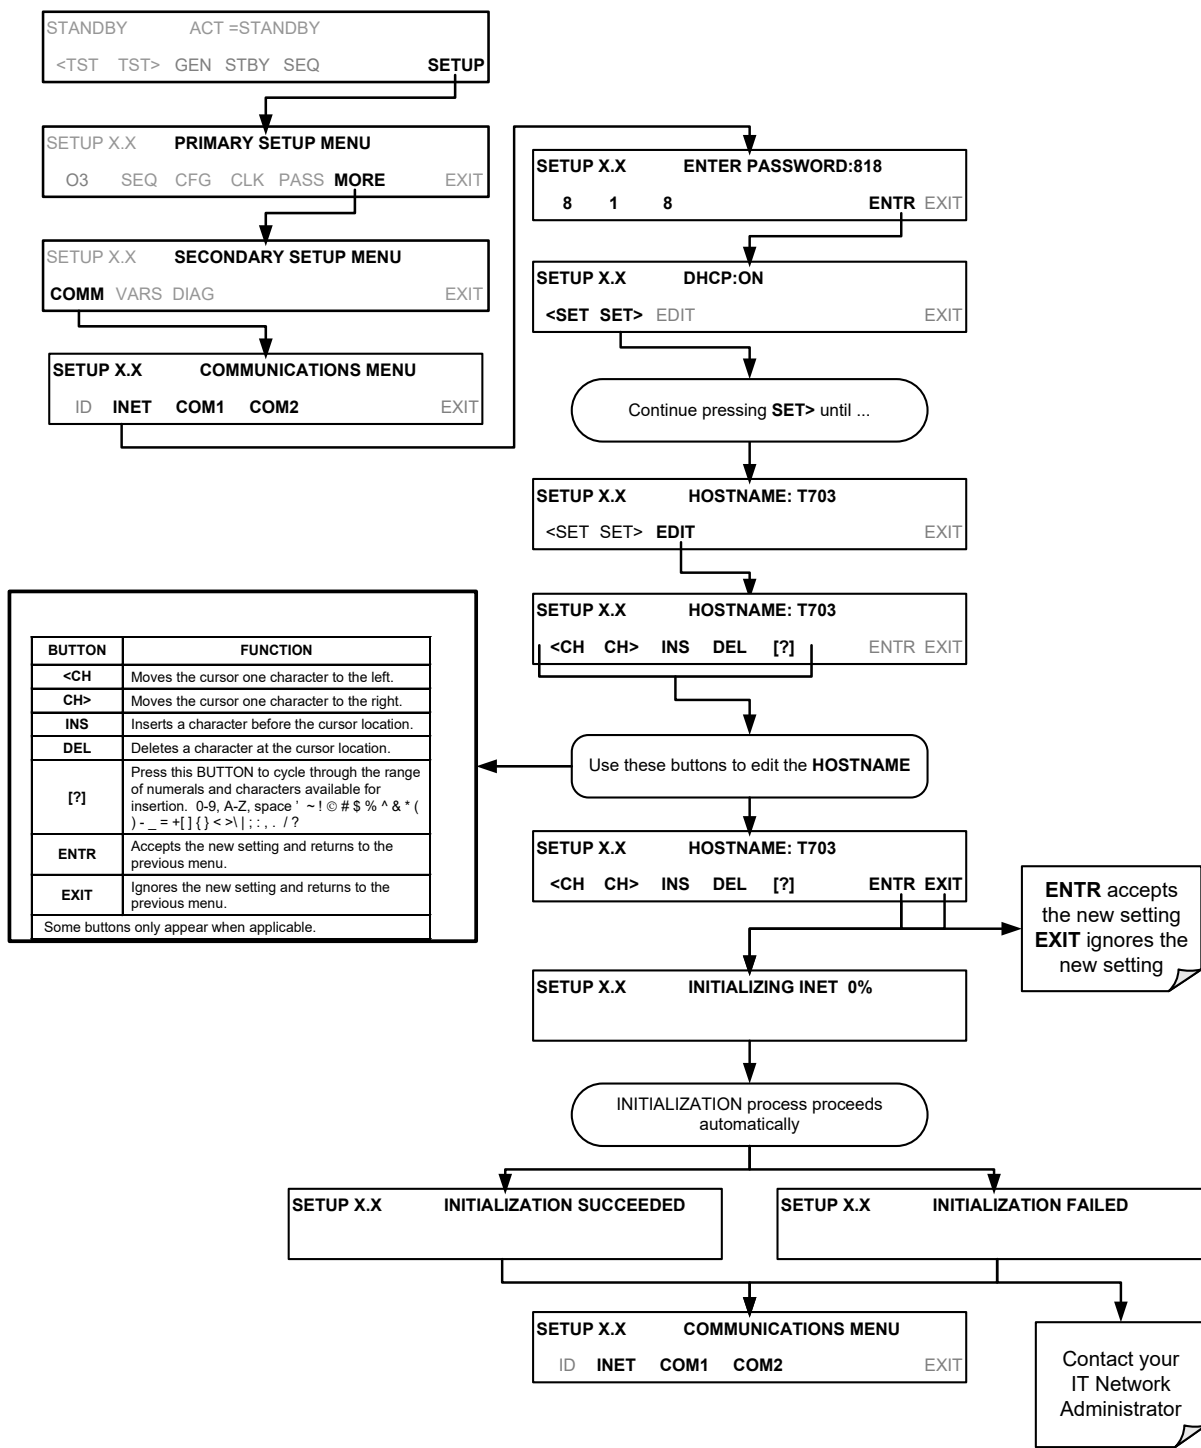 STANDBY ACT =STANDBY
<TST TST> GEN STBY SEQ SETUP
SETUP X.X PRIMARY SETUP MENU
O3 SEQ CFG CLK PASS MORE EXIT
SETUP X.X SECONDARY SETUP MENU
COMM VARS DIAG EXIT
SETUP X.X COMMUNICATIONS MENU
ID INET COM1 COM2 EXIT
SETUP X.X ENTER PASSWORD:818
8 1 8 ENTR EXIT
SETUP X.X DHCP:ON
<SET SET> EDIT EXIT
Continue pressing SET> until ...
SETUP X.X HOSTNAME: T703
<SET SET> EDIT EXIT
SETUP X.X HOSTNAME: T703
<CH CH> INS DEL [?] ENTR EXIT
Use these buttons to edit the HOSTNAME
BUTTON FUNCTION
<CH Moves the cursor one character to the left.
CH> Moves the cursor one character to the right.
INS Inserts a character before the cursor location.
DEL Deletes a character at the cursor location.
[?] Press this BUTTON to cycle through the range
of numerals and characters available for
insertion. 0-9, A-Z, space ’ ~ ! © # $ % ^ & * (
) - _ = +[ ] { } < >\ | ; : , . / ?
ENTR Accepts the new setting and returns to the
previous menu.
EXIT Ignores the new setting and returns to the
previous menu.
Some buttons only appear when applicable.
SETUP X.X HOSTNAME: T703
<CH CH> INS DEL [?] ENTR EXIT
ENTR accepts
the new setting
EXIT ignores the
new setting
SETUP X.X INITIALIZING INET 0%
INITIALIZATION process proceeds
automatically
SETUP X.X INITIALIZATION SUCCEEDED
SETUP X.X INITIALIZATION FAILED
SETUP X.X COMMUNICATIONS MENU
ID INET COM1 COM2 EXIT
Contact your
IT Network
Administrator